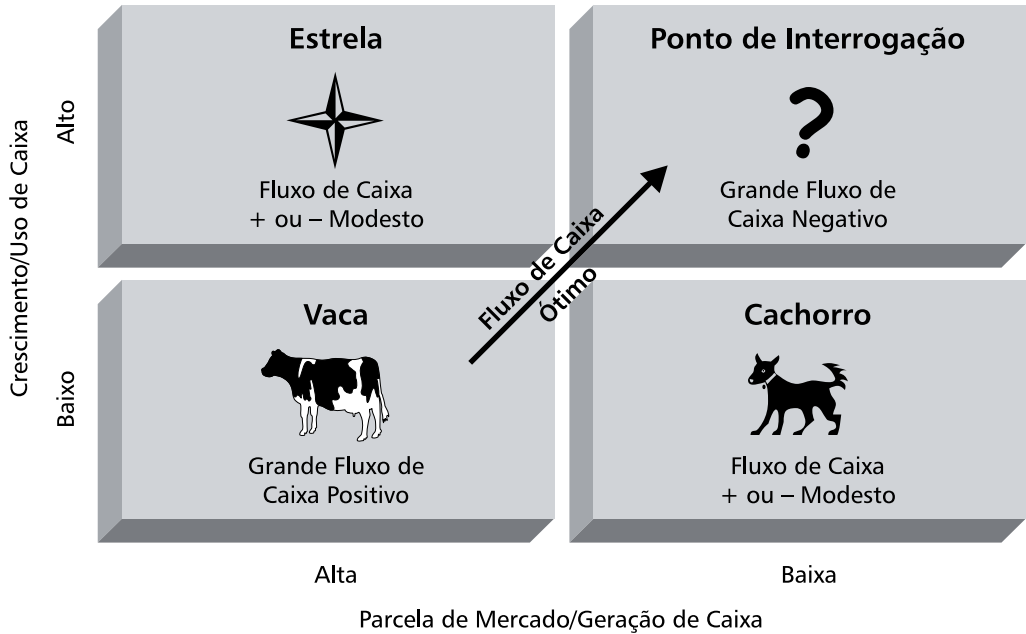 Estrela
Fluxo de Caixa
+ ou – Modesto
Ponto de Interrogação
?
Grande Fluxo de
Caixa Negativo
Fluxo de Caixa
Ótimo
Vaca
Grande Fluxo de
Caixa Positivo
Cachorro
Fluxo de Caixa
+ ou – Modesto
Crescimento/Uso de Caixa
Alto
Baixo
Alta
Baixa
Parcela de Mercado/Geração de Caixa